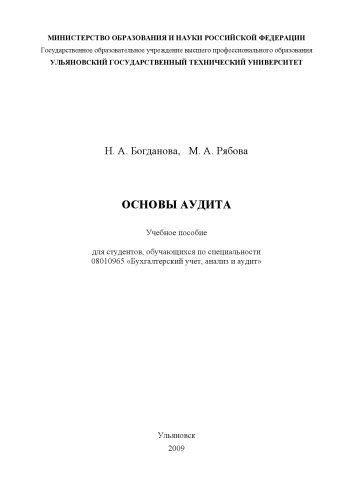 МИНИСТЕРСТВО ОБРАЗОВАНИЯ И НАУКИ РОССИЙСКОЙ ФЕДЕРАЦИИ
Государственное образовательное учреждение высшего профессионального образования
УЛЬЯНОВСКИЙ ГОСУДАРСТВЕННЫЙ ТЕХНИЧЕСКИЙ УНИВЕРСИТЕТ
Н. А. Богданова, М. А. Рябова
ОСНОВЫ АУДИТА
Учебное пособие
для студентов, обучающихся по специальности
08010965 «Бухгалтерский учет, анализ и аудит»
Ульяновск
2009